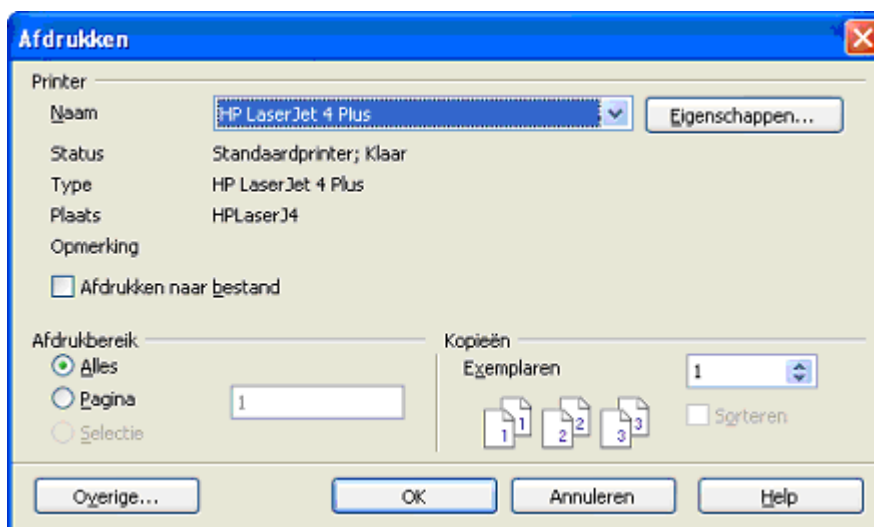 Afdrukken
Printer
Naam HP LaserJet 4 Plus Eigenschappen...
Status Standaardprinter; Klaar
Type HP LaserJet 4 Plus
Plaats HPLaserJ4
Opmerking
Afdrukken naar bestand
Afdrukbereik Kopieën
Alles Exemplaren 1
Pagina 1
Selectie 1 1 2 2 3 3 Sorteren
Overige... OK Annuleren Help